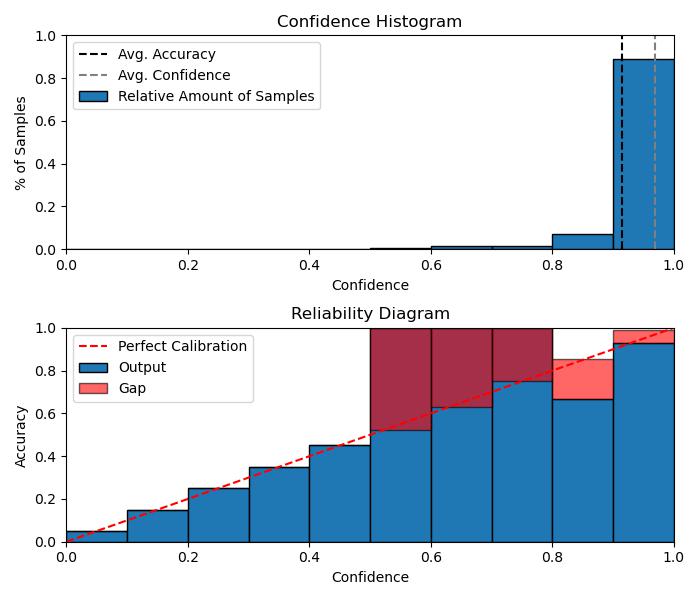 Confidence Histogram
1.0
0.8
0.6
0.4
0.2
0.0
% of Samples
Avg. Accuracy
Avg. Confidence
Relative Amount of Samples
0.0 0.2 0.4 0.6 0.8 1.0
Confidence
Reliability Diagram
1.0
0.8
0.6
0.4
0.2
0.0
Accuracy
Perfect Calibration
Output
Gap
0.0 0.2 0.4 0.6 0.8 1.0
Confidence